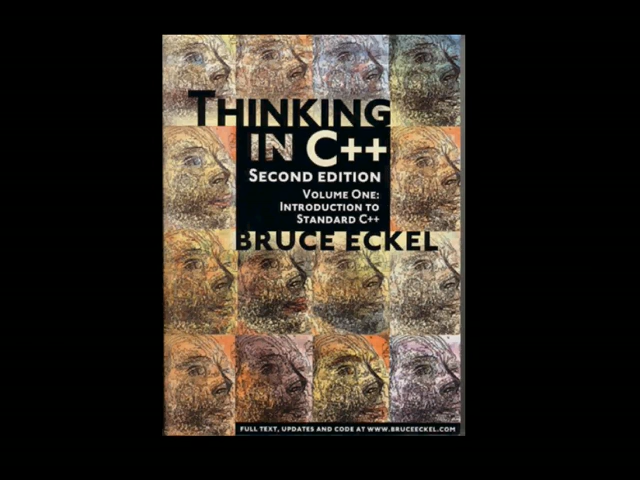 THINKING
IN C++
SECOND EDITION
VOLUME ONE:
INTRODUCTION TO
STANDARD C++
BRUCE ECKEL
FULL TEXT, UPDATES AND CODE AT WWW.BRUCEECKEL.COM